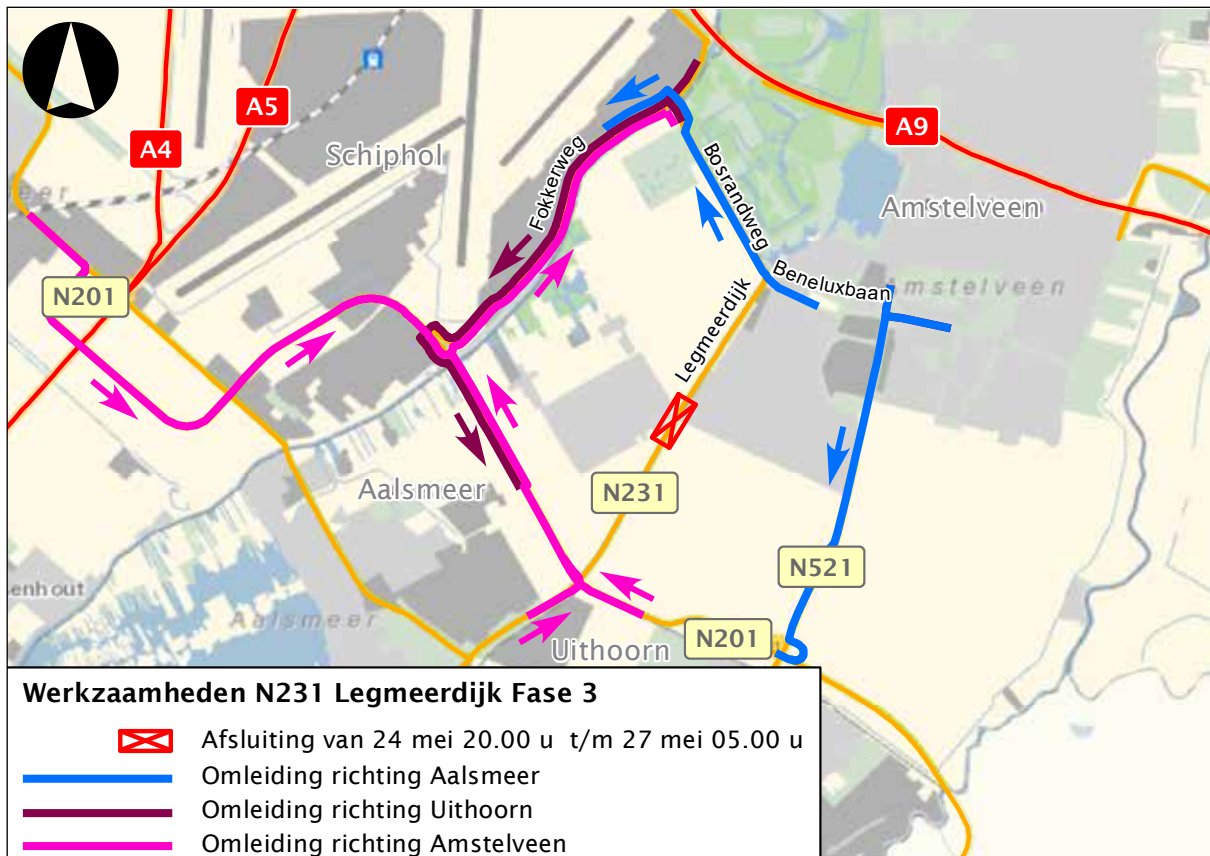 A5
A4
A9
Schiphol
Fokkerweg
Bosrandweg
Amstelveen
Beneluxbaan
Amstelveen
N201
Legmeerdijk
Aalsmeer
N231
N521
enhout
Aalsmeer
Uithoorn
N201
Werkzaamheden N231 Legmeerdijk Fase 3
Afsluiting van 24 mei 20.00 u t/m 27 mei 05.00 u
Omleiding richting Aalsmeer
Omleiding richting Uithoorn
Omleiding richting Amstelveen